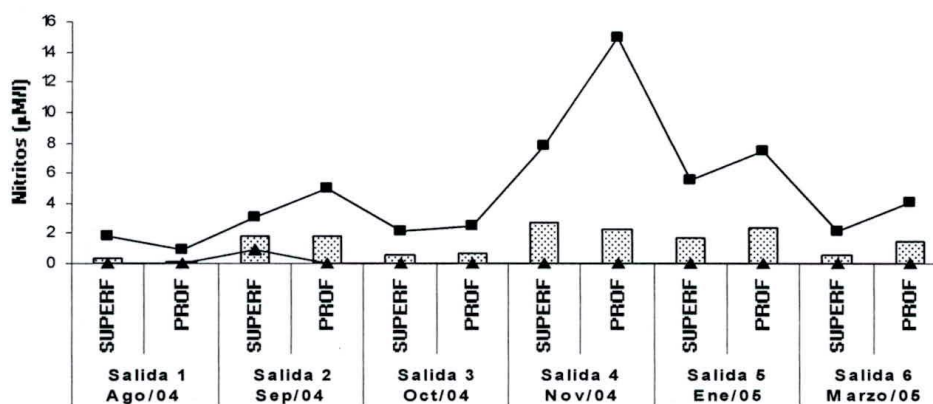 Nitritos (µM/l)
16
14
12
10
8
6
4
2
0
SUPERF PROF SUPERF PROF SUPERF PROF SUPERF PROF SUPERF PROF SUPERF PROF
Salida 1 Salida 2 Salida 3 Salida 4 Salida 5 Salida 6
Ago/04 Sep/04 Oct/04 Nov/04 Ene/05 Marzo/05